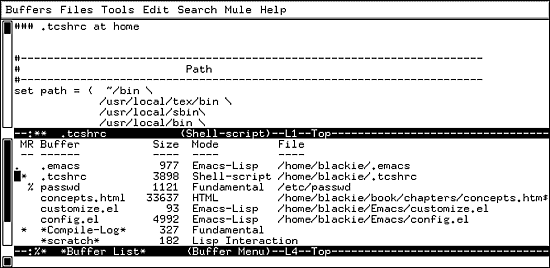 Buffers Files Tools Edit Search Mule Help
### .tcshrc at home
#-----------------------------------------------------------------
#                       Path
#-----------------------------------------------------------------
set path = (  ~/bin \
            /usr/local/tex/bin \
            /usr/local/sbin\
            /usr/local/bin \
--:**  .tcshrc          (Shell-script)--L1--Top-----------------------------
 MR Buffer           Size  Mode         File
 -- ------           ----  ----         ----
.   .emacs            977  Emacs-Lisp   /home/blackie/.emacs
 *  .tcshrc          3898  Shell-script /home/blackie/.tcshrc
  % passwd           1121  Fundamental  /etc/passwd
    concepts.html   33637  HTML         /home/blackie/book/chapters/concepts.htm#
    customize.el       93  Emacs-Lisp   /home/blackie/Emacs/customize.el
    config.el        4992  Emacs-Lisp   /home/blackie/Emacs/config.el
 *  *Compile-Log*     327  Fundamental
    *scratch*         182  Lisp Interaction
--:%*  *Buffer List*    (Buffer Menu)--L4--Top------------------------------